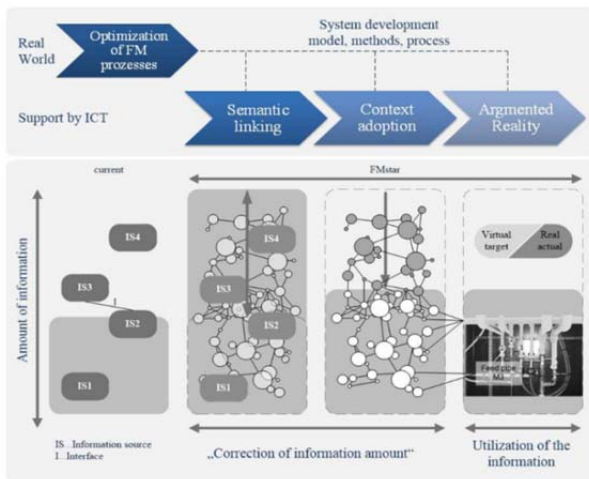 Real
World
Optimization
of FM
prozesses
System development
model, methods, process
Support by ICT
Semantic
linking
Context
adoption
Argmented
Reality
current
FMstar
Amount of information
IS4
IS3
I
IS2
IS1
IS4
IS3
IS2
IS1
Virtual
target
Real
actual
Feed pipe
IS...Information source
I...Interface
„Correction of information amount“
Utilization of the
information